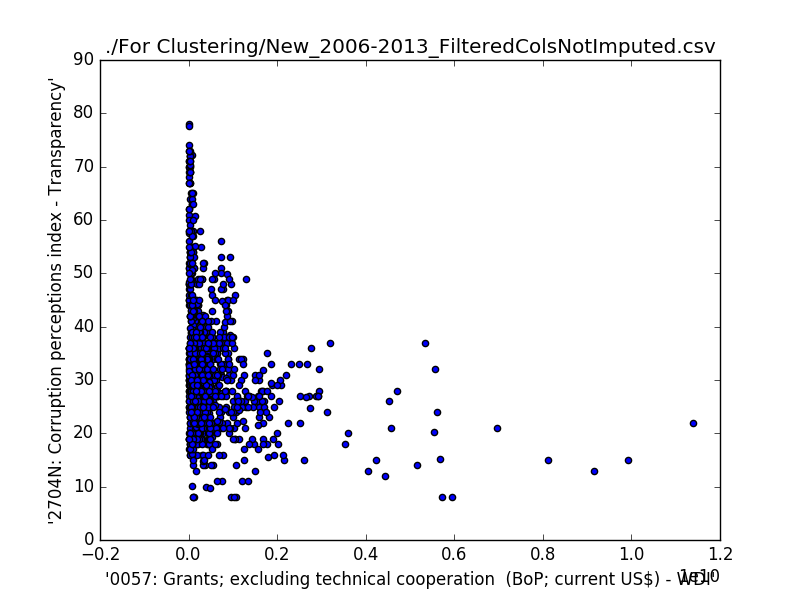 ./For Clustering/New_2006-2013_FilteredColsNotImputed.csv
90
80
70
60
50
40
30
20
10
0
'2704N: Corruption perceptions index - Transparency'
−0.2 0.0 0.2 0.4 0.6 0.8 1.0 1.2
1e10
'0057: Grants; excluding technical cooperation (BoP; current US$) - WDI'